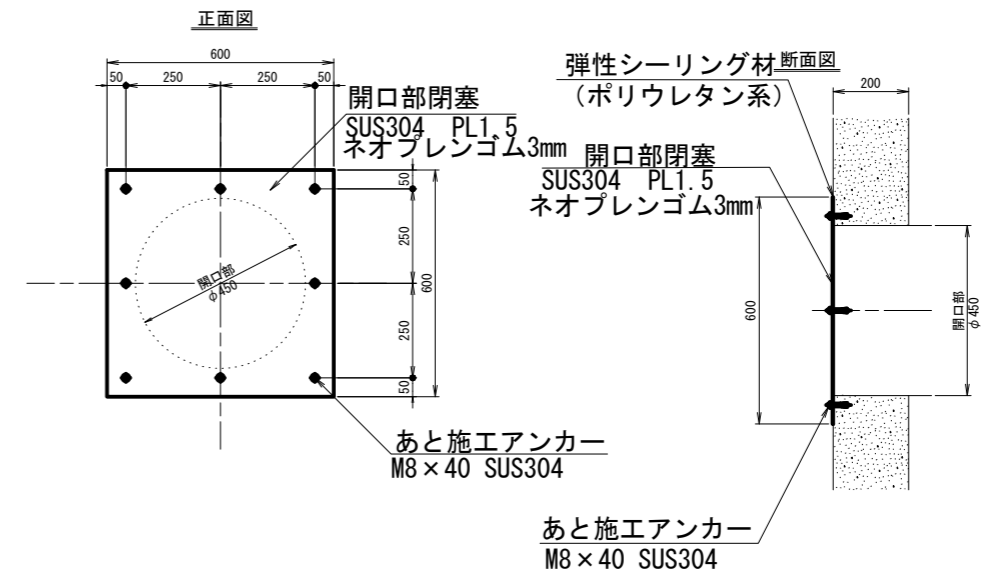 正面図
600
50
250
250
50
開口部閉塞
SUS304 PL1.5
ネオプレンゴム3mm
50
250
600
250
50
開口部
φ450
あと施工アンカー
M8×40 SUS304
断面図
弾性シーリング材
（ポリウレタン系）
200
開口部閉塞
SUS304 PL1.5
ネオプレンゴム3mm
600
開口部
φ450
あと施工アンカー
M8×40 SUS304